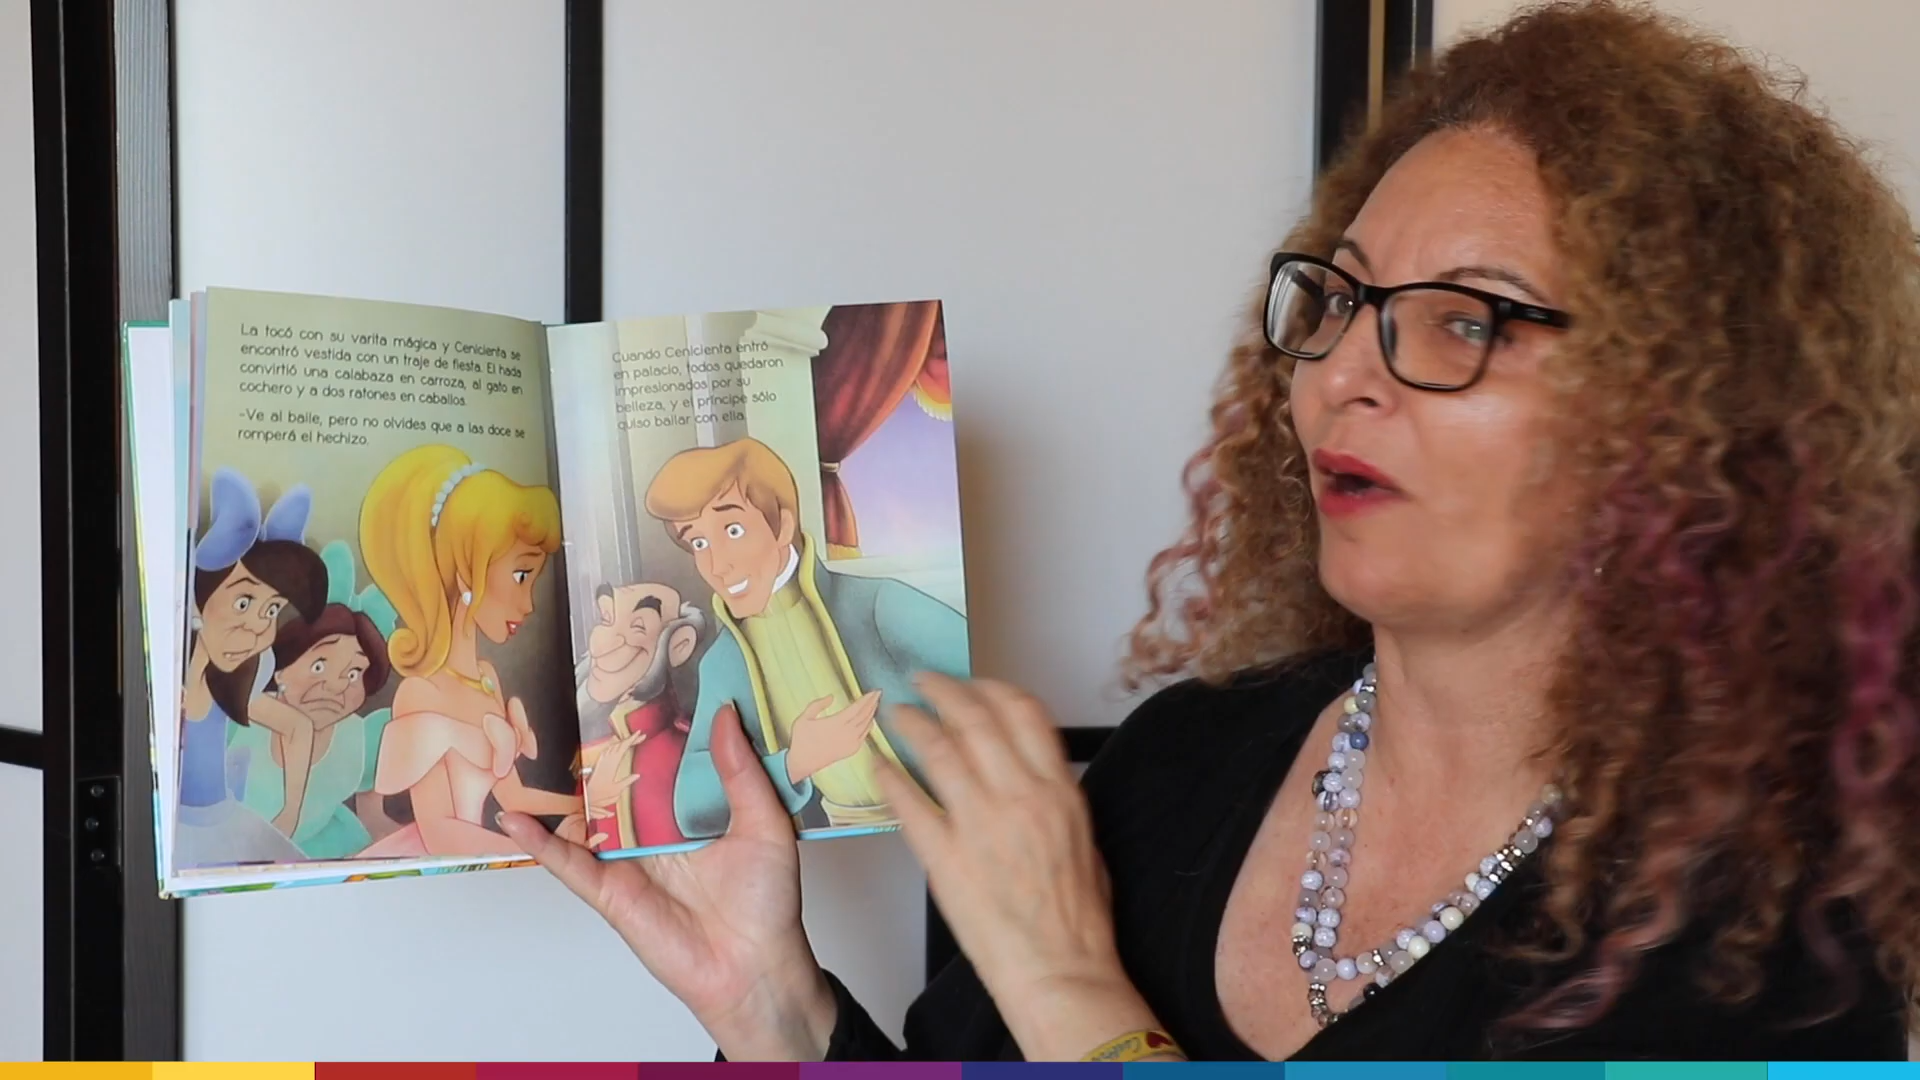 La tocó con su varita mágica y Cenicienta se
encontró vestida con un traje de fiesta. El hada
convirtió una calabaza en carroza, al gato en
cochero y a dos ratones en caballos.
-Ve al baile, pero no olvides que a las doce se
romperá el hechizo.
Cuando Cenicienta entró
en palacio, todos quedaron
impresionados por su
belleza, y el príncipe sólo
quiso bailar con ella.